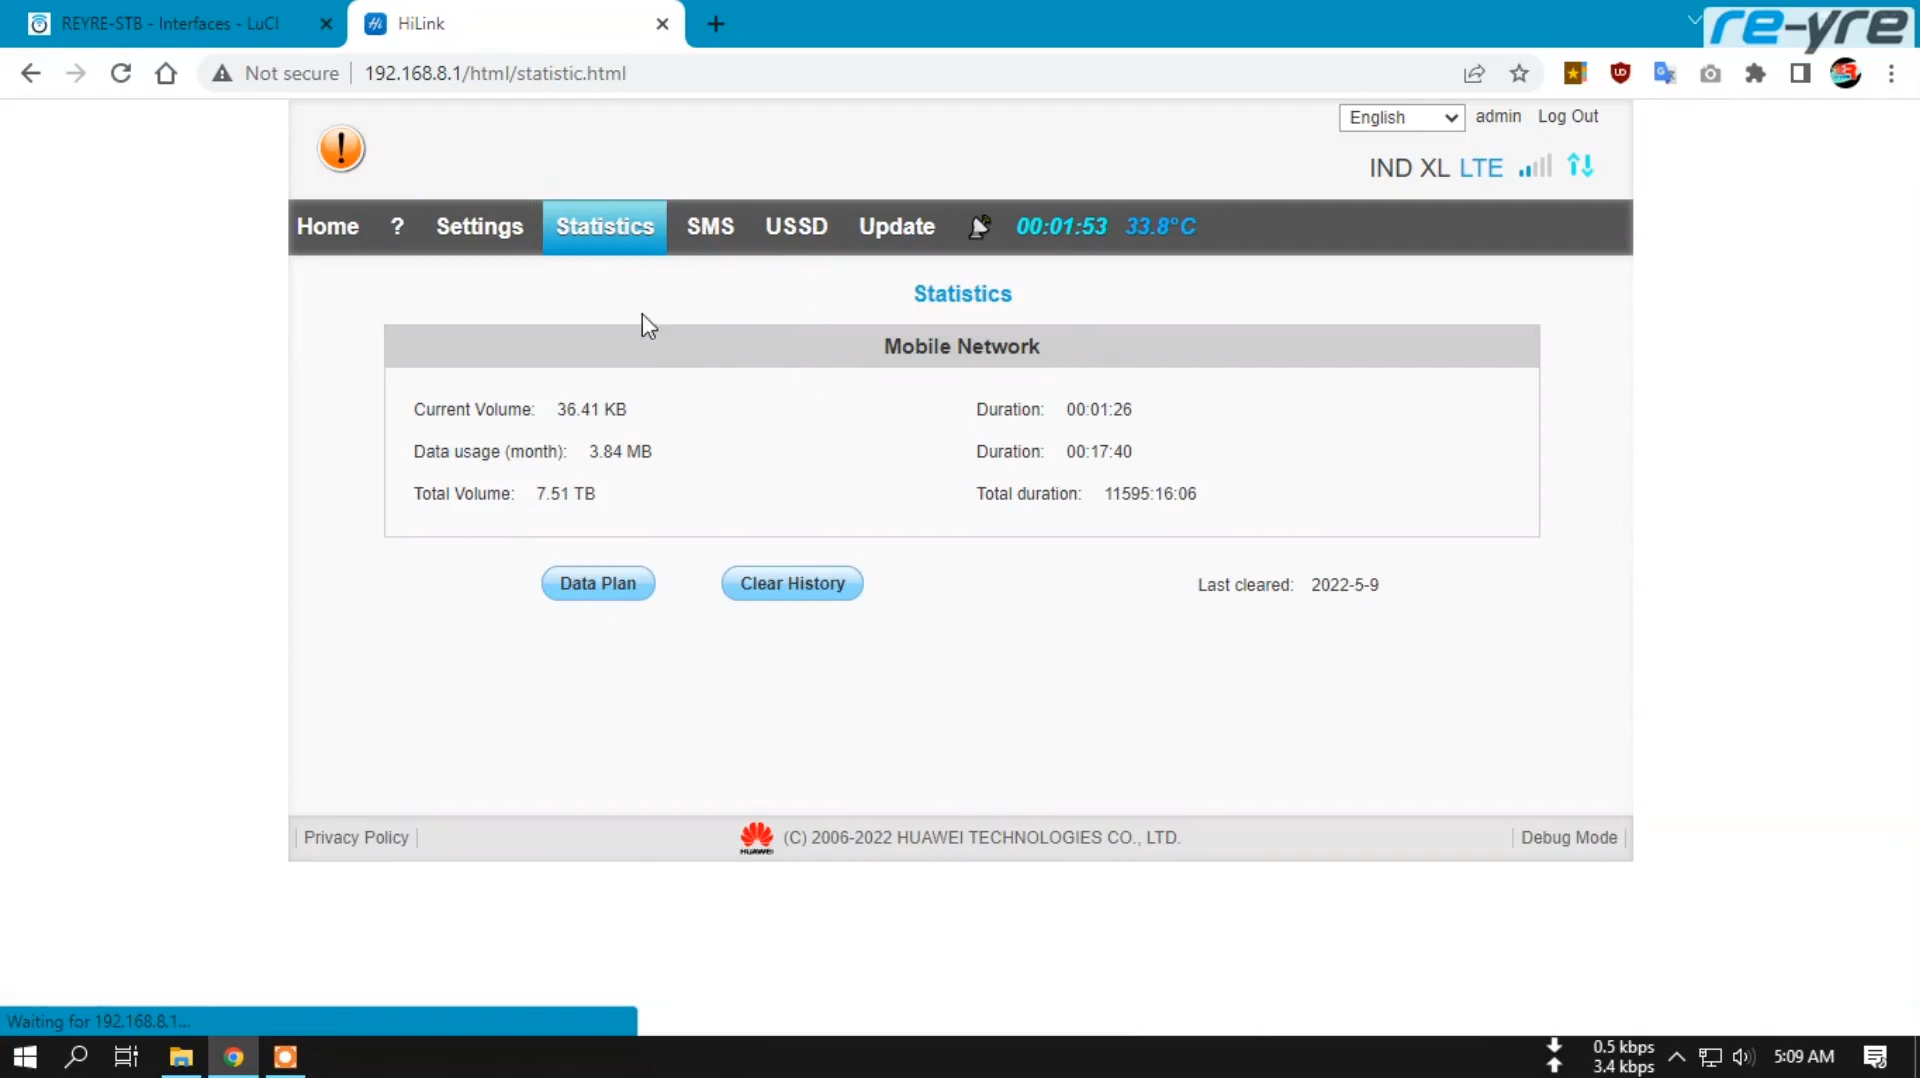 REYRE-STB - Interfaces - LuCI
HiLink
re-yre
Not secure
192.168.8.1/html/statistic.html
English
admin
Log Out
IND XL LTE
Home
?
Settings
Statistics
SMS
USSD
Update
00:01:53
33.8°C
Statistics
Mobile Network
Current Volume: 36.41 KB
Duration: 00:01:26
Data usage (month): 3.84 MB
Duration: 00:17:40
Total Volume: 7.51 TB
Total duration: 11595:16:06
Data Plan
Clear History
Last cleared: 2022-5-9
Privacy Policy
HUAWEI
(C) 2006-2022 HUAWEI TECHNOLOGIES CO., LTD.
Debug Mode
Waiting for 192.168.8.1...
0.5 kbps
3.4 kbps
5:09 AM